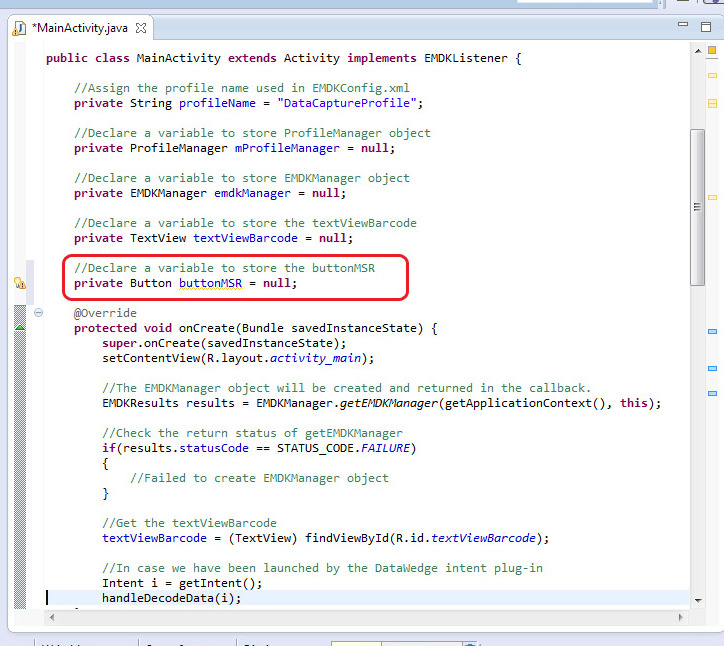 *MainActivity.java
public class MainActivity extends Activity implements EMDKListener {
//Assign the profile name used in EMDKConfig.xml
private String profileName = "DataCaptureProfile";
//Declare a variable to store ProfileManager object
private ProfileManager mProfileManager = null;
//Declare a variable to store EMDKManager object
private EMDKManager emdkManager = null;
//Declare a variable to store the textViewBarcode
private TextView textViewBarcode = null;
//Declare a variable to store the buttonMSR
private Button buttonMSR = null;
@Override
protected void onCreate(Bundle savedInstanceState) {
super.onCreate(savedInstanceState);
setContentView(R.layout.activity_main);
//The EMDKManager object will be created and returned in the callback.
EMDKResults results = EMDKManager.getEMDKManager(getApplicationContext(), this);
//Check the return status of getEMDKManager
if(results.statusCode == STATUS_CODE.FAILURE)
{
//Failed to create EMDKManager object
}
//Get the textViewBarcode
textViewBarcode = (TextView) findViewById(R.id.textViewBarcode);
//In case we have been launched by the DataWedge intent plug-in
Intent i = getIntent();
handleDecodeData(i);